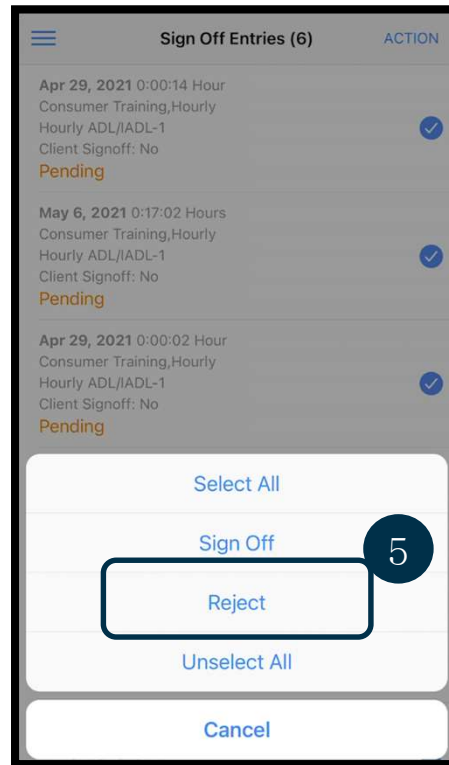 Sign Off Entries (6)
ACTION
Apr 29, 2021 0:00:14 Hour
Consumer Training,Hourly
Hourly ADL/IADL-1
Client Signoff: No
Pending
May 6, 2021 0:17:02 Hours
Consumer Training,Hourly
Hourly ADL/IADL-1
Client Signoff: No
Pending
Apr 29, 2021 0:00:02 Hour
Consumer Training,Hourly
Hourly ADL/IADL-1
Client Signoff: No
Pending
Select All
Sign Off
5
Reject
Unselect All
Cancel